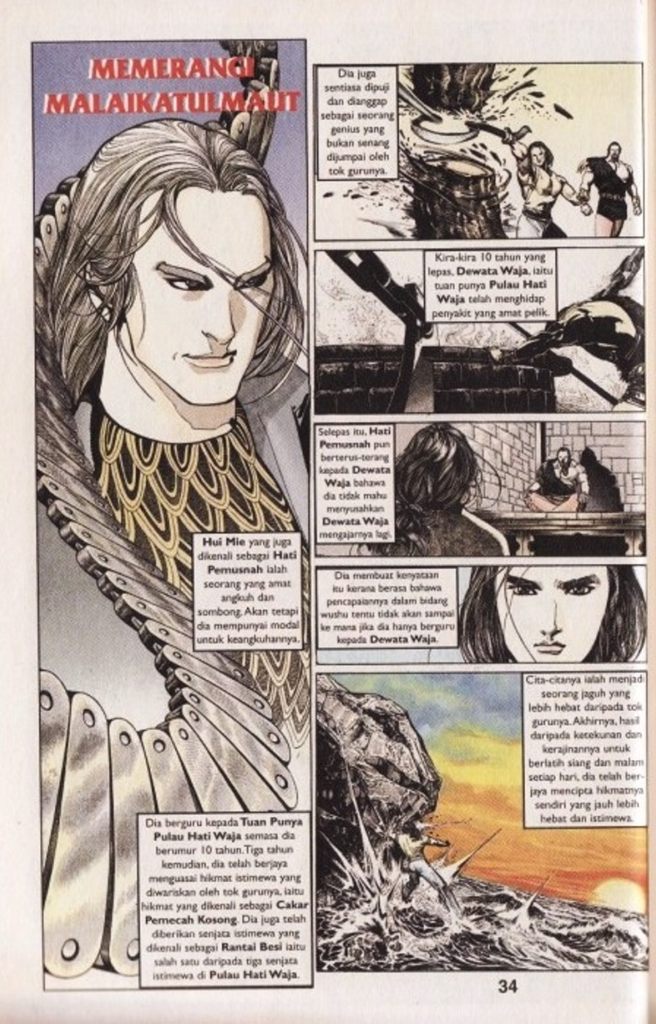 MEMERANGI
MALAIKATULMAUT
Hui Mie yang juga
dikenali sebagai Hati
Pemusnah ialah
seorang yang amat
angkuh dan
sombong. Akan tetapi
dia mempunyai modal
untuk keangkuhannya.
Dia berguru kepada Tuan Punya
Pulau Hati Waja semasa dia
berumur 10 tahun. Tiga tahun
kemudian, dia telah berjaya
menguasai hikmat istimewa yang
diwariskan oleh tok gurunya, iaitu
hikmat yang dikenali sebagai Cakar
Pemecah Kosong. Dia juga telah
diberikan senjata istimewa yang
dikenali sebagai Rantai Besi iaitu
salah satu daripada tiga senjata
istimewa di Pulau Hati Waja.
Dia juga
sentiasa dipuji
dan dianggap
sebagai seorang
genius yang
bukan senang
dijumpai oleh
tok gurunya.
Kira-kira 10 tahun yang
lepas, Dewata Waja, iaitu
tuan punya Pulau Hati
Waja telah menghidap
penyakit yang amat pelik.
Selepas itu, Hati
Pemusnah pun
berterus-terang
kepada Dewata
Waja bahawa
dia tidak mahu
menyusahkan
Dewata Waja
mengajarnya lagi.
Dia membuat kenyataan
itu kerana berasa bahawa
pencapaiannya dalam bidang
wushu tentu tidak akan sampai
ke mana jika dia hanya berguru
kepada Dewata Waja.
Cita-citanya ialah menjadi
seorang jaguh yang
lebih hebat daripada tok
gurunya. Akhirnya, hasil
daripada ketekunan dan
kerajinannya untuk
berlatih siang dan malam
setiap hari, dia telah ber-
jaya mencipta hikmatnya
sendiri yang jauh lebih
hebat dan istimewa.
34